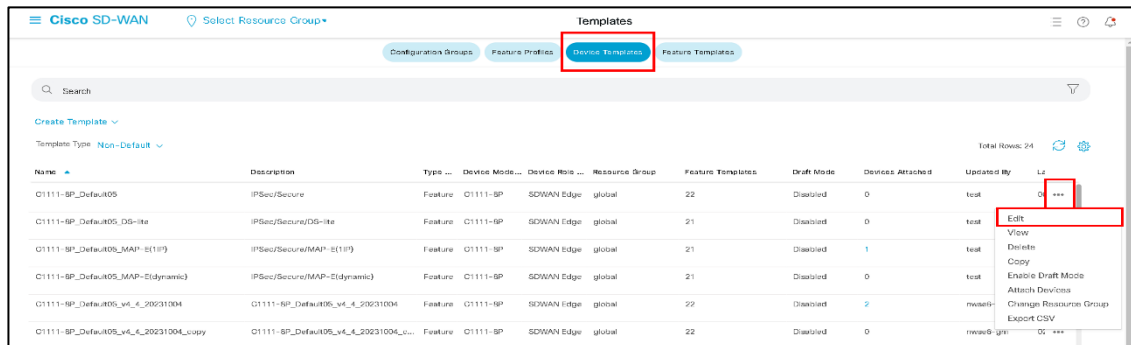 Cisco SD-WAN Select Resource Group Templates
Configuration Groups Feature Profiles Device Templates Feature Templates
Search
Create Template
Template Type Non-Default Total Rows: 24
Name Description Type ... Device Mode... Device Role ... Resource Group Feature Templates Draft Mode Devices Attached Updated By La
C1111-8P_Default05 IPSec/Secure Feature C1111-8P SDWAN Edge global 22 Disabled 0 test ...
C1111-8P_Default05_DS-lite IPSec/Secure/DS-lite Feature C1111-8P SDWAN Edge global 21 Disabled 0 test Edit
View
C1111-8P_Default05_MAP-E(1IP) IPSec/Secure/MAP-E(1IP) Feature C1111-8P SDWAN Edge global 21 Disabled 1 test Delete
Copy
C1111-8P_Default05_MAP-E(dynamic) IPSec/Secure/MAP-E(dynamic) Feature C1111-8P SDWAN Edge global 21 Disabled 0 test Enable Draft Mode
Attach Devices
C1111-8P_Default05_v4_4_20231004 C1111-8P_Default05_v4_4_20231004 Feature C1111-8P SDWAN Edge global 22 Disabled 2 Change Resource Group
Export CSV
C1111-8P_Default05_v4_4_20231004_copy C1111-8P_Default05_v4_4_20231004_c... Feature C1111-8P SDWAN Edge global 22 Disabled 0 ...